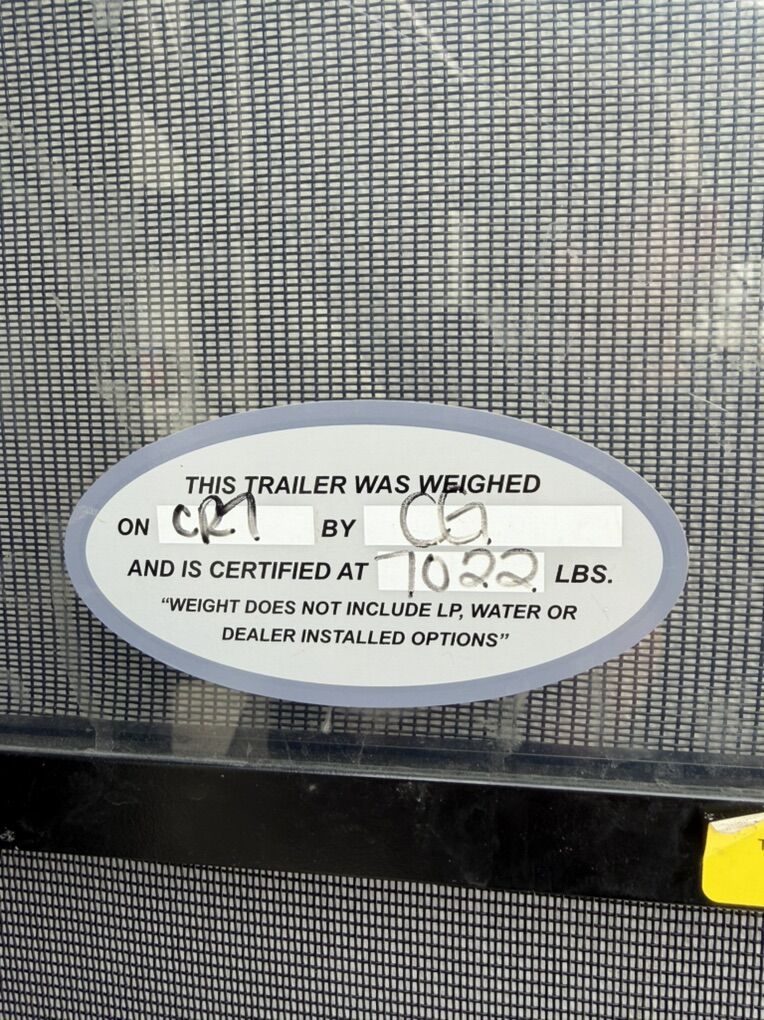 THIS TRAILER WAS WEIGHED
ON CR7 BY CG
AND IS CERTIFIED AT 7022 LBS.
“WEIGHT DOES NOT INCLUDE LP, WATER OR
DEALER INSTALLED OPTIONS”